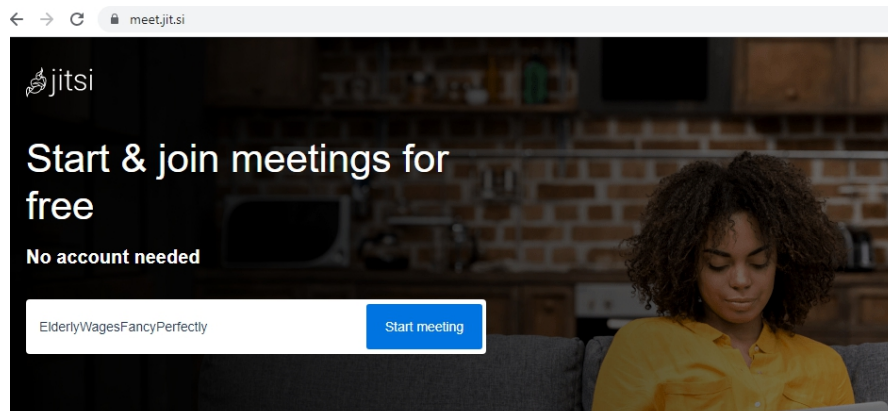 meet.jit.si
jitsi
Start & join meetings for
free
No account needed
ElderlyWagesFancyPerfectly
Start meeting